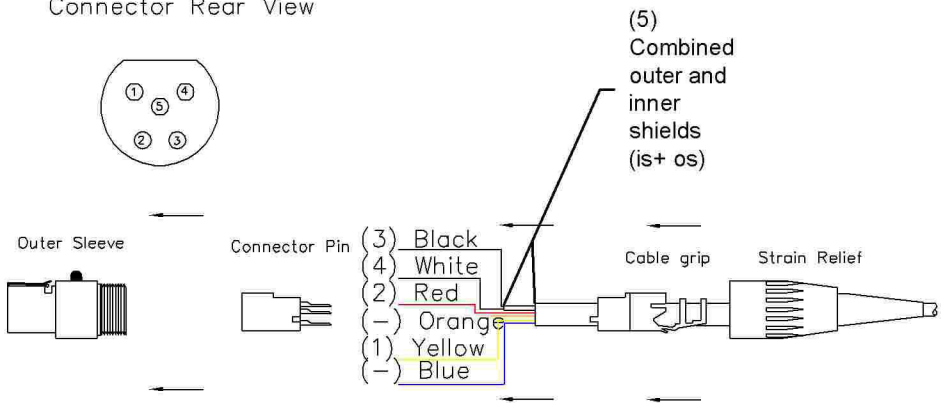 Connector Rear View
(5)
Combined
outer and
inner
shields
(is+ os)
1 4
5
2 3
Outer Sleeve
Connector Pin
(3) Black
(4) White
(2) Red
(-) Orange
(1) Yellow
(-) Blue
Cable grip
Strain Relief